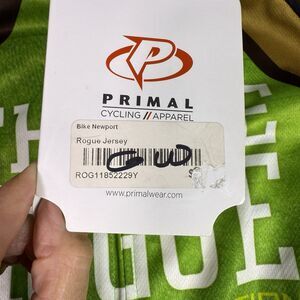 PRIMAL
CYCLING // APPAREL
Bike Newport
Rogue Jersey
ROG11852229Y
www.primalwear.com